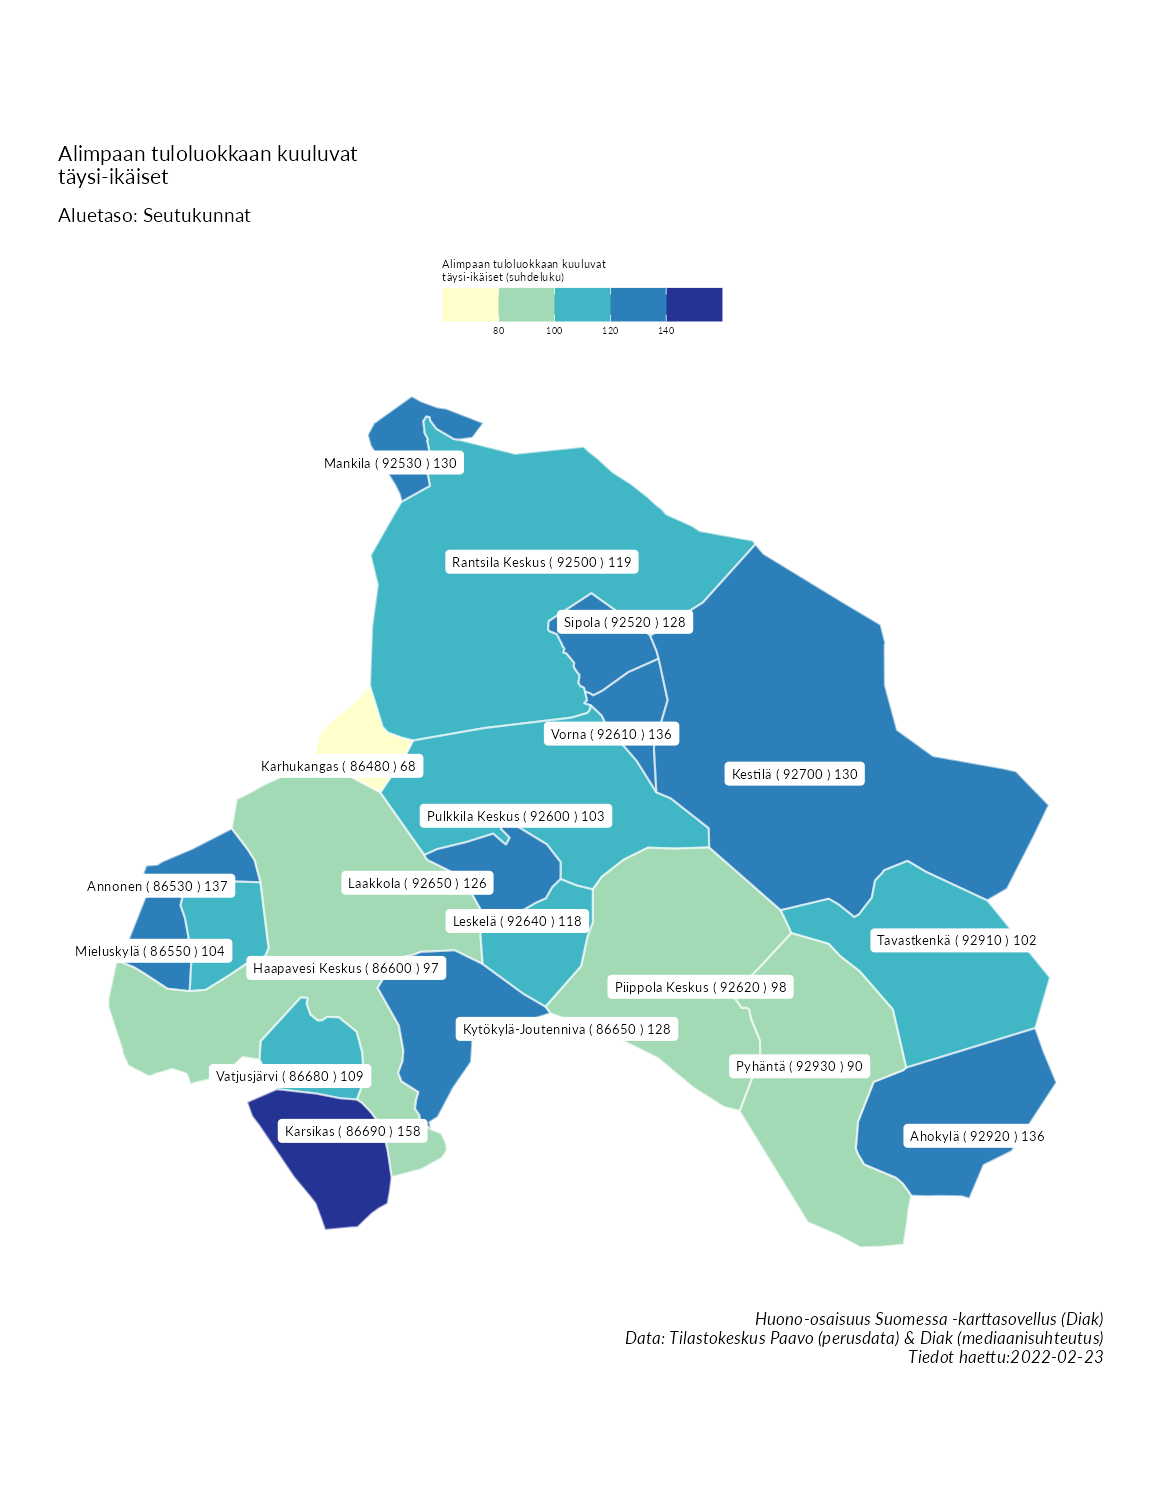 Alimpaan tuloluokkaan kuuluvat
täysi-ikäiset
Aluetaso: Seutukunnat
Alimpaan tuloluokkaan kuuluvat
täysi-ikäiset (suhdeluku)
80 100 120 140
Mankila ( 92530 ) 130
Rantsila Keskus ( 92500 ) 119
Sipola ( 92520 ) 128
Vorna ( 92610 ) 136
Karhukangas ( 86480 ) 68
Kestilä ( 92700 ) 130
Pulkkila Keskus ( 92600 ) 103
Annonen ( 86530 ) 137
Laakkola ( 92650 ) 126
Leskelä ( 92640 ) 118
Tavastkenkä ( 92910 ) 102
Mieluskylä ( 86550 ) 104
Haapavesi Keskus ( 86600 ) 97
Piippola Keskus ( 92620 ) 98
Kytökylä-Joutenniva ( 86650 ) 128
Pyhäntä ( 92930 ) 90
Vatjusjärvi ( 86680 ) 109
Karsikas ( 86690 ) 158
Ahokylä ( 92920 ) 136
Huono-osaisuus Suomessa -karttasovellus (Diak)
Data: Tilastokeskus Paavo (perusdata) & Diak (mediaanisuhteutus)
Tiedot haettu:2022-02-23